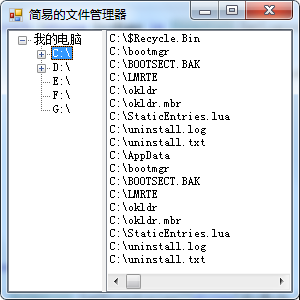 简易的文件管理器
我的电脑
C:\
D:\
E:\
F:\
G:\
C:\$Recycle.Bin
C:\bootmgr
C:\BOOTSECT.BAK
C:\LMRTE
C:\okldr
C:\okldr.mbr
C:\StaticEntries.lua
C:\uninstall.log
C:\uninstall.txt
C:\AppData
C:\bootmgr
C:\BOOTSECT.BAK
C:\LMRTE
C:\okldr
C:\okldr.mbr
C:\StaticEntries.lua
C:\uninstall.log
C:\uninstall.txt